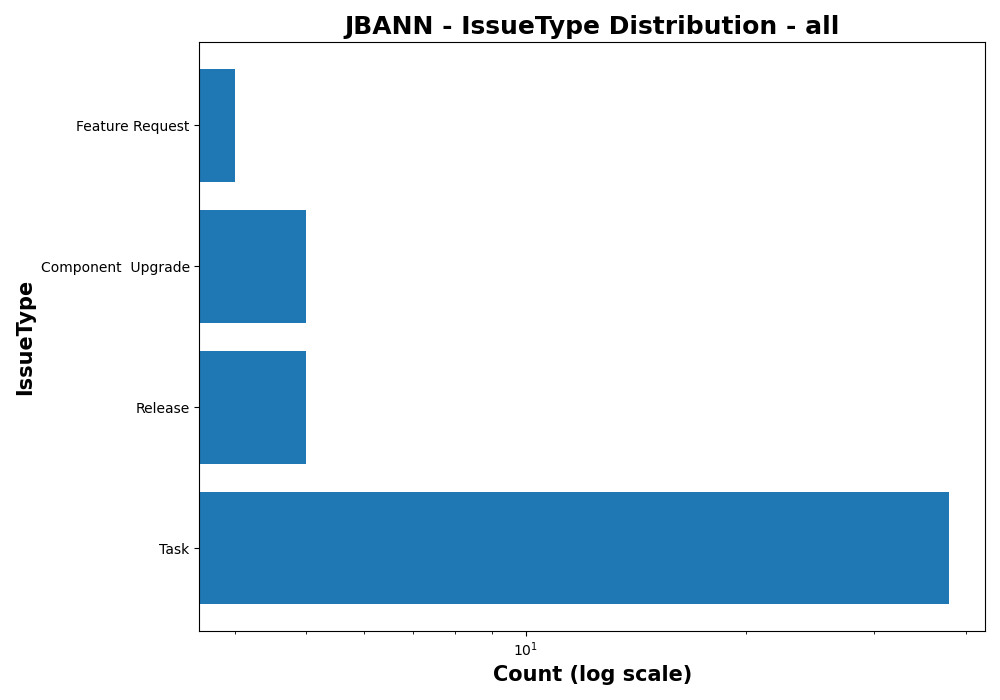 JBANN - IssueType Distribution - all
Feature Request
Component  Upgrade
Release
Task
IssueType
10¹
Count (log scale)